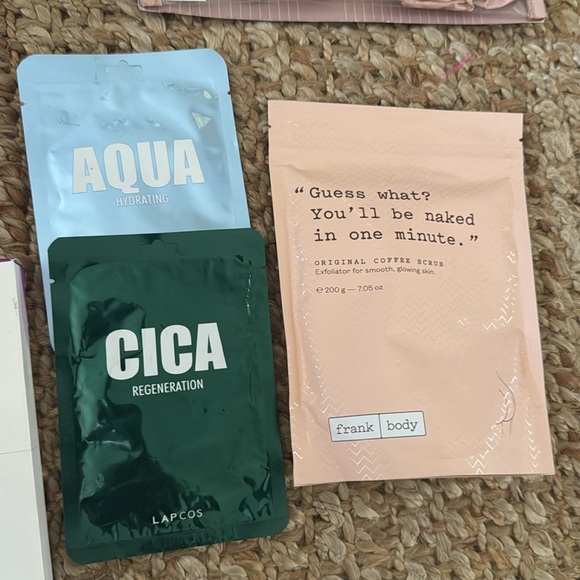 AQUA
HYDRATING
CICA
REGENERATION
LAPCOS
“Guess what?
You’ll be naked
in one minute.”
ORIGINAL COFFEE SCRUB
Exfoliator for smooth, glowing skin.
℮ 200 g — 7.05 oz
frank body